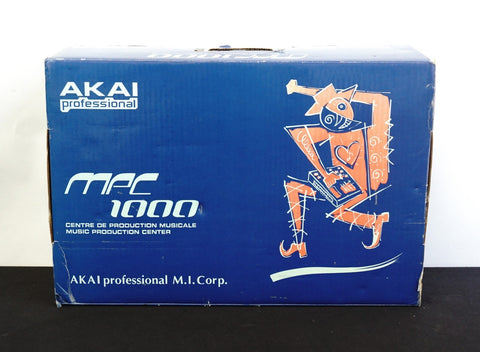 AKAI
professional
MPC
1000
CENTRE DE PRODUCTION MUSICALE
MUSIC PRODUCTION CENTER
AKAI professional M.I. Corp.